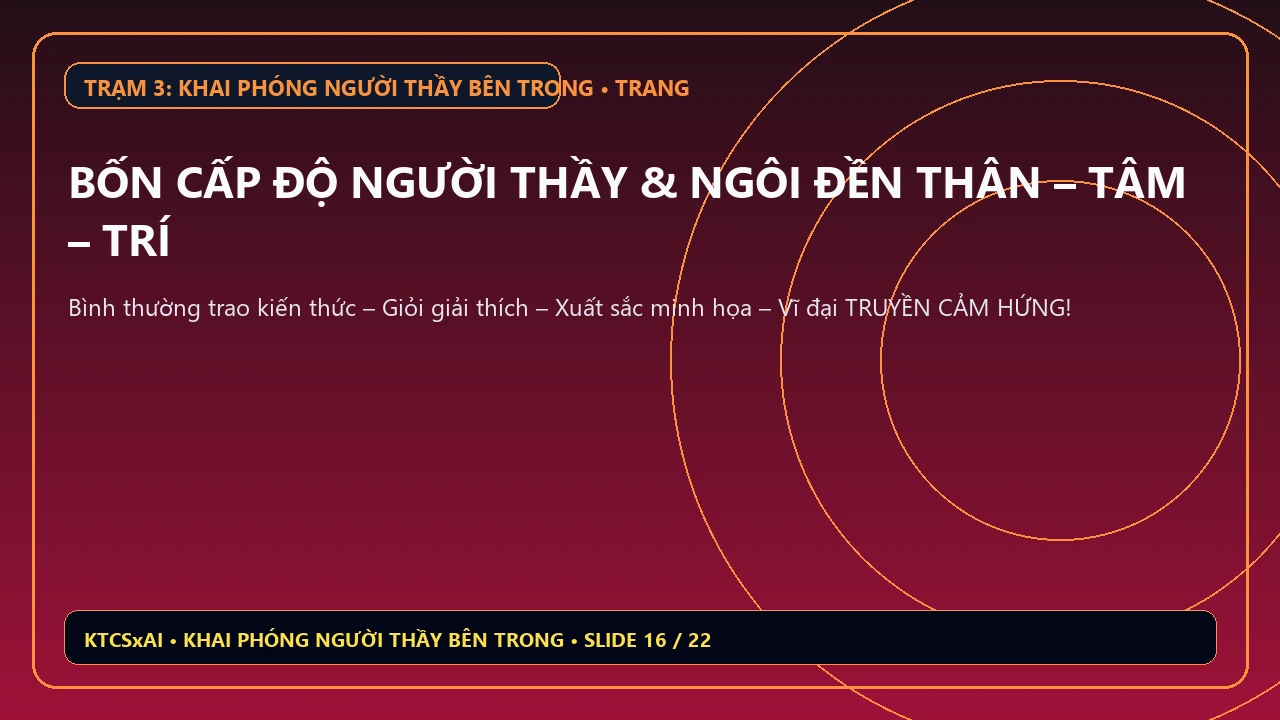 TRẠM 3: KHAI PHÓNG NGƯỜI THẦY BÊN TRONG • TRANG
BỐN CẤP ĐỘ NGƯỜI THẦY & NGÔI ĐỀN THÂN – TÂM
– TRÍ
Bình thường trao kiến thức – Giỏi giải thích – Xuất sắc minh họa – Vĩ đại TRUYỀN CẢM HỨNG!
KTCSxAI • KHAI PHÓNG NGƯỜI THẦY BÊN TRONG • SLIDE 16 / 22